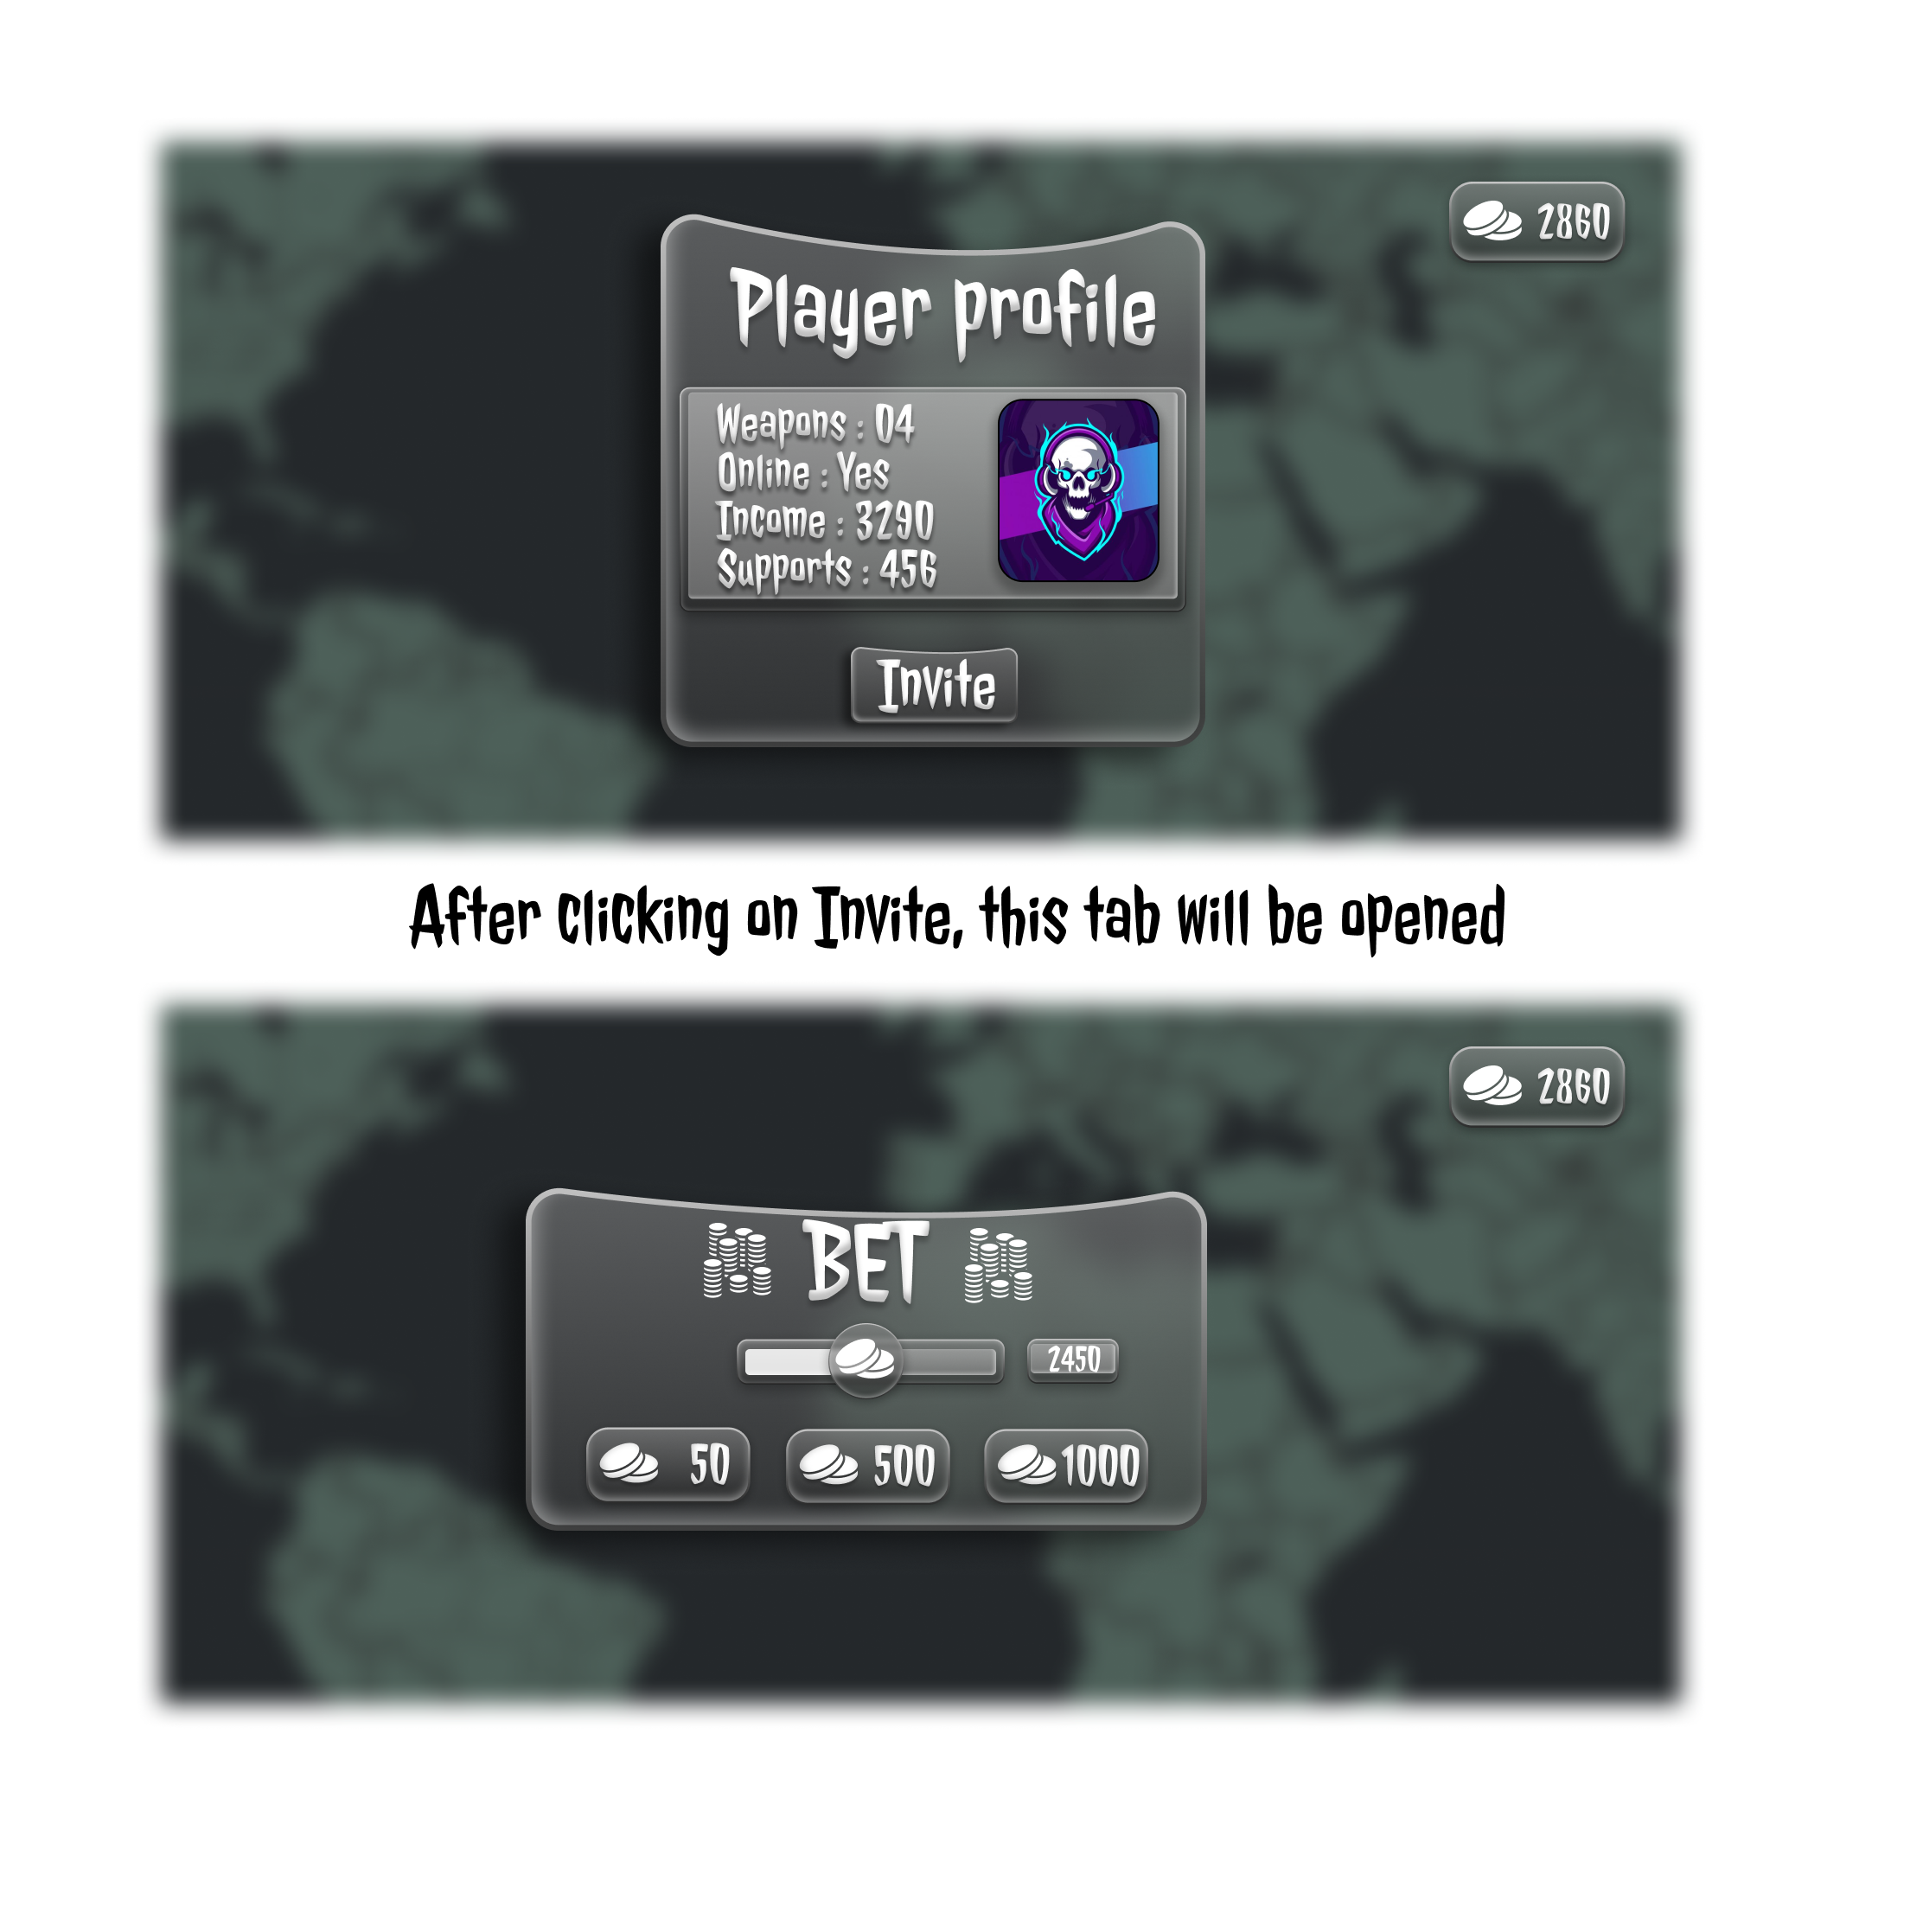 2860
Player profile
Weapons : 04
Online : Yes
Income : 3290
Supports : 456
Invite
After clicking on Invite, this tab will be opened
2860
BET
2450
50
500
1000